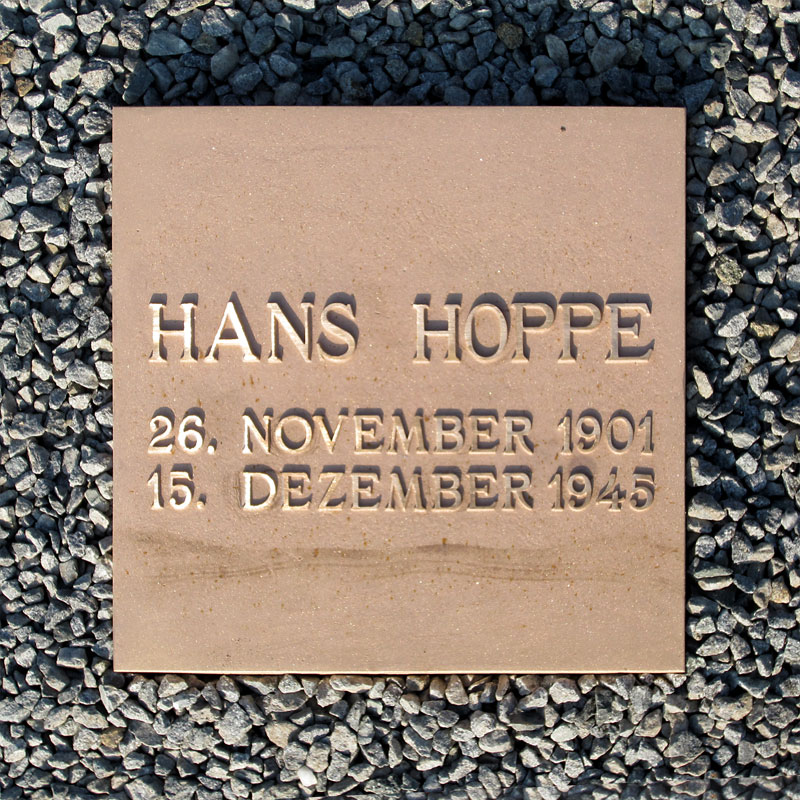 HANS HOPPE
26. NOVEMBER 1901
15. DEZEMBER 1945